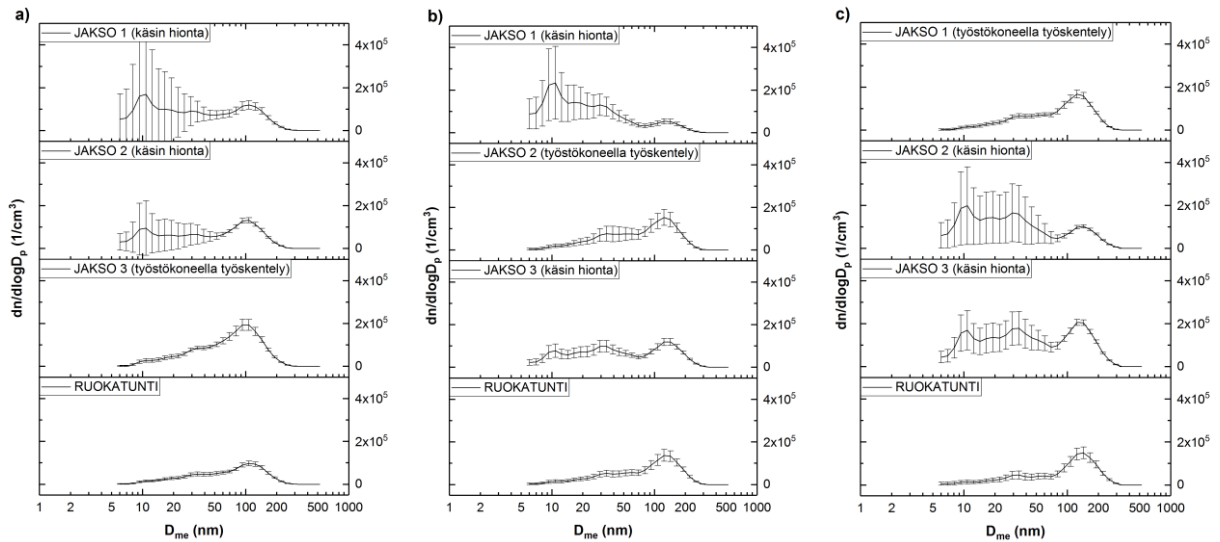 a)
JAKSO 1 (käsin hionta)
4x10⁵
2x10⁵
0
JAKSO 2 (käsin hionta)
4x10⁵
2x10⁵
0
JAKSO 3 (työstökoneella työskentely)
4x10⁵
2x10⁵
0
RUOKATUNTI
4x10⁵
2x10⁵
0
dn/dlogDₚ (1/cm³)
1 2 5 10 20 50 100 200 500 1000
D_me (nm)
b)
JAKSO 1 (käsin hionta)
4x10⁵
2x10⁵
0
JAKSO 2 (työstökoneella työskentely)
4x10⁵
2x10⁵
0
JAKSO 3 (käsin hionta)
4x10⁵
2x10⁵
0
RUOKATUNTI
4x10⁵
2x10⁵
0
dn/dlogDₚ (1/cm³)
1 2 5 10 20 50 100 200 500 1000
D_me (nm)
c)
JAKSO 1 (työstökoneella työskentely)
4x10⁵
2x10⁵
0
JAKSO 2 (käsin hionta)
4x10⁵
2x10⁵
0
JAKSO 3 (käsin hionta)
4x10⁵
2x10⁵
0
RUOKATUNTI
4x10⁵
2x10⁵
0
dn/dlogDₚ (1/cm³)
1 2 5 10 20 50 100 200 500 1000
D_me (nm)